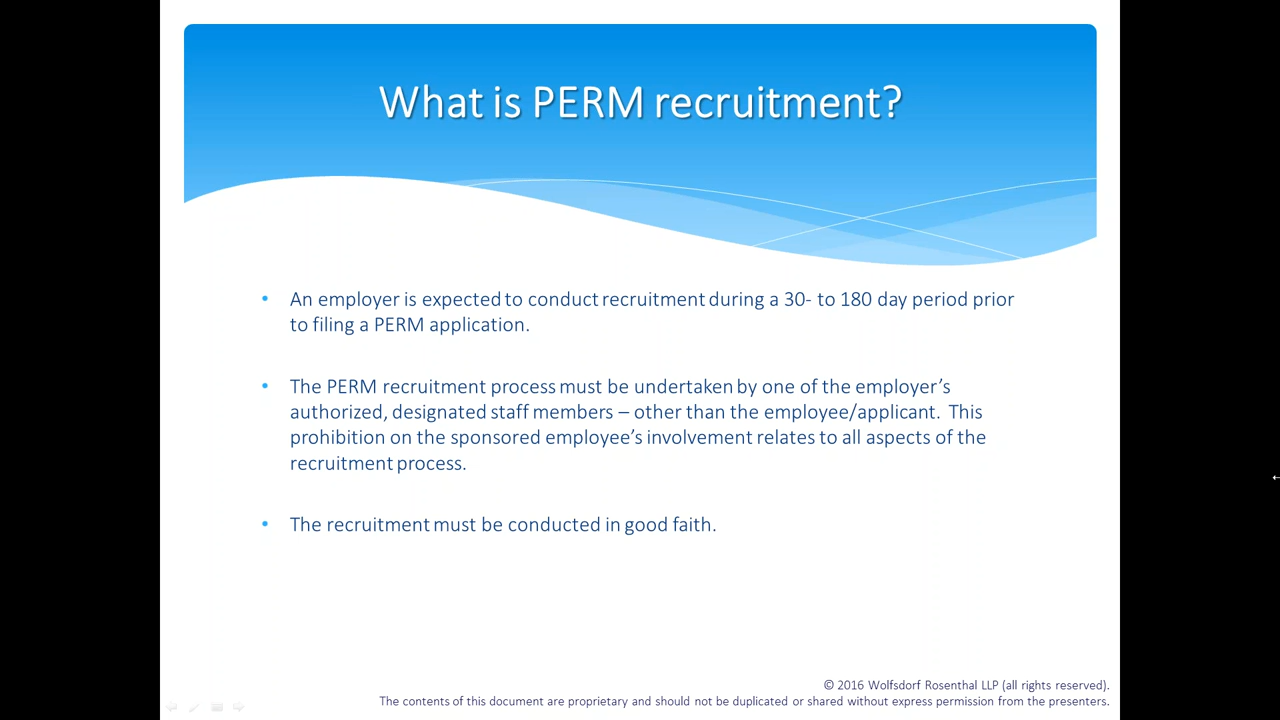 What is PERM recruitment?
• An employer is expected to conduct recruitment during a 30- to 180 day period prior
to filing a PERM application.
• The PERM recruitment process must be undertaken by one of the employer’s
authorized, designated staff members – other than the employee/applicant.  This
prohibition on the sponsored employee’s involvement relates to all aspects of the
recruitment process.
• The recruitment must be conducted in good faith.
© 2016 Wolfsdorf Rosenthal LLP (all rights reserved).
The contents of this document are proprietary and should not be duplicated or shared without express permission from the presenters.